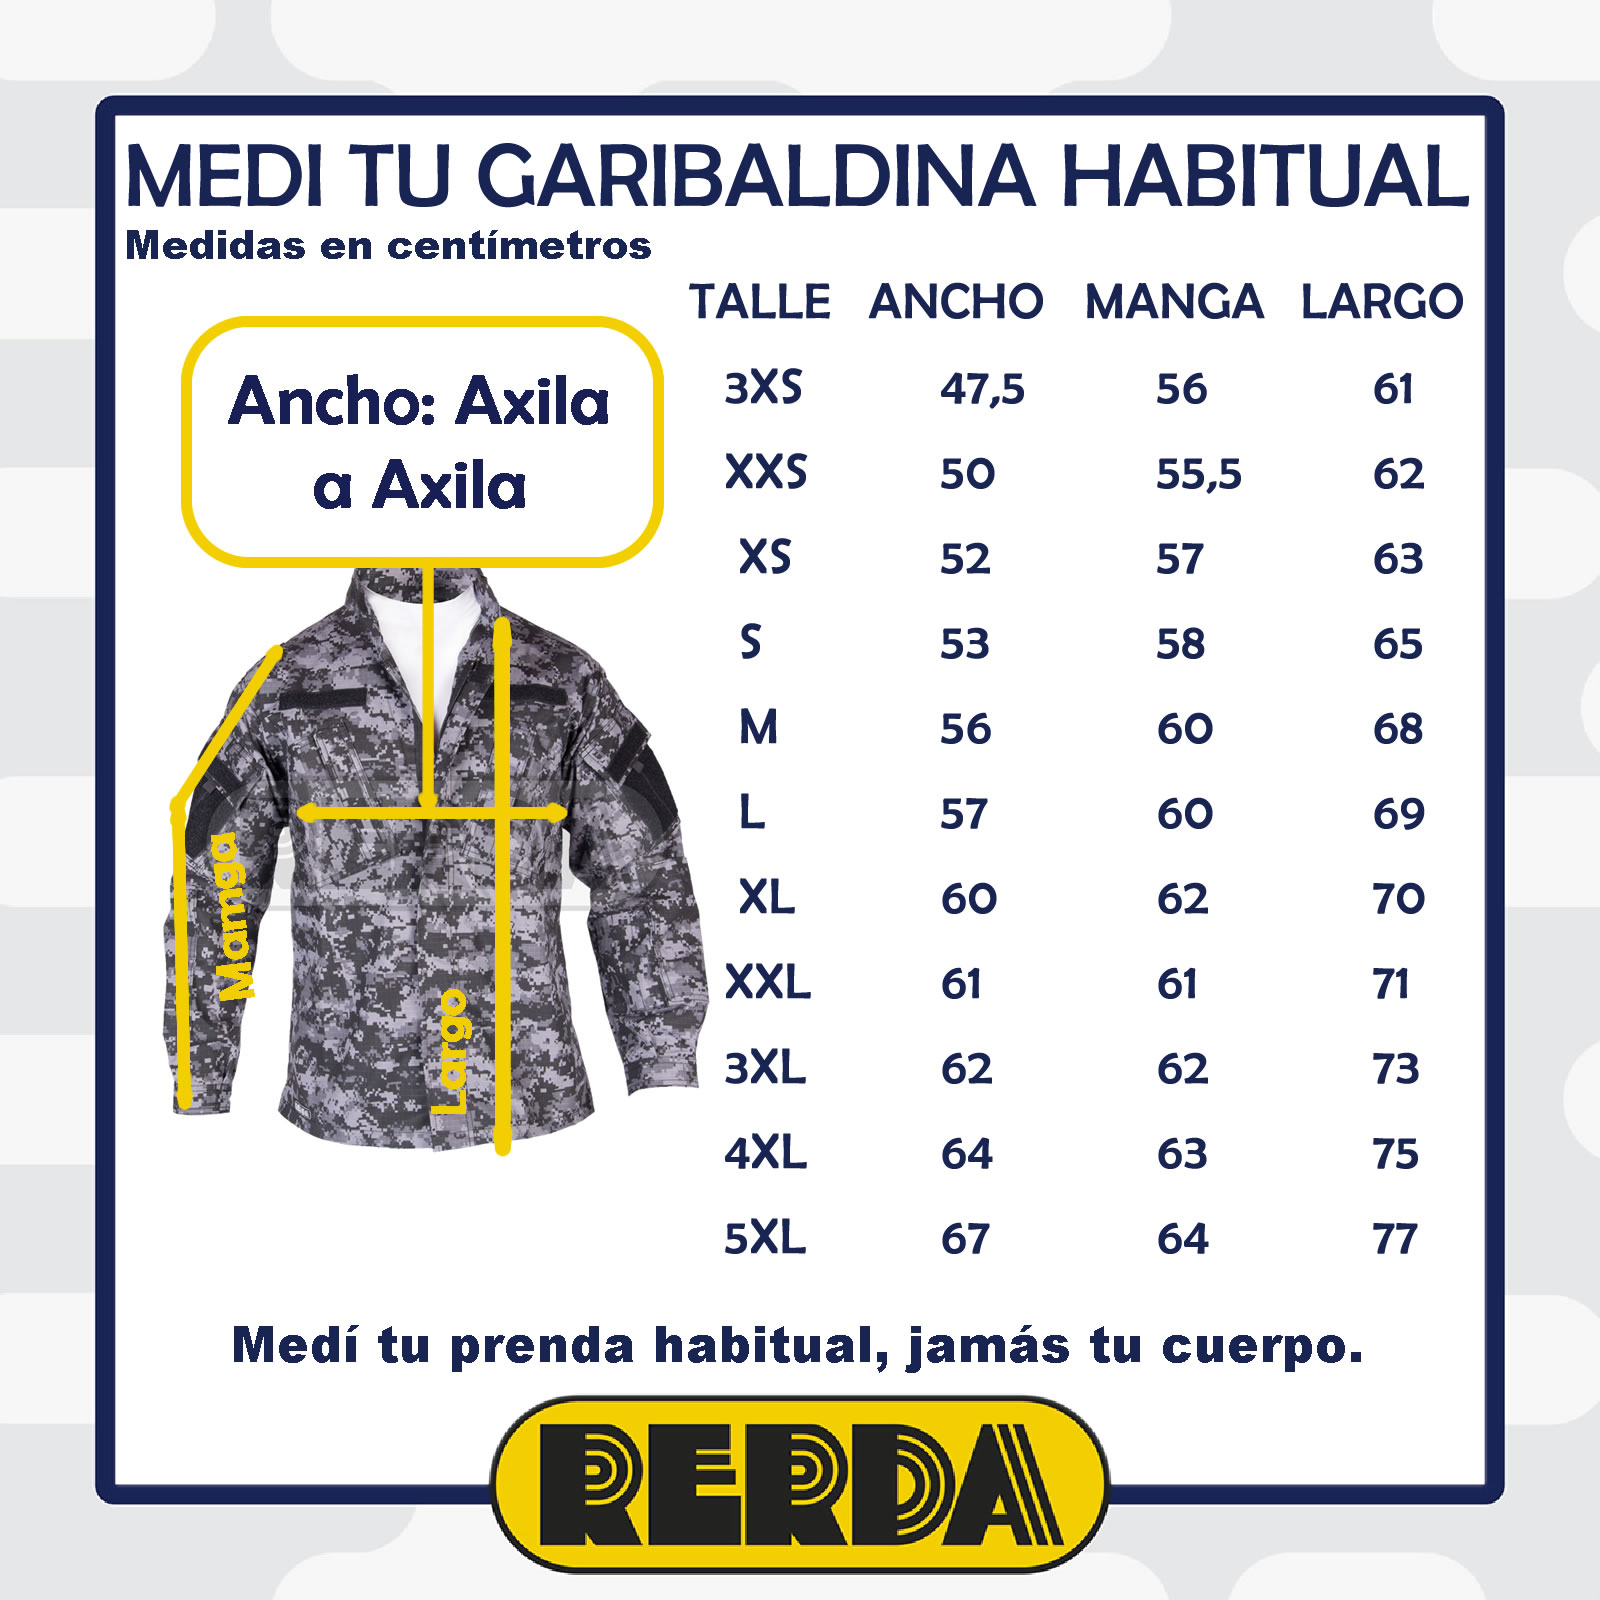 MEDI TU GARIBALDINA HABITUAL
Medidas en centímetros
Ancho: Axila
a Axila
Mamga
Largo
TALLE ANCHO MANGA LARGO
3XS 47,5 56 61
XXS 50 55,5 62
XS 52 57 63
S 53 58 65
M 56 60 68
L 57 60 69
XL 60 62 70
XXL 61 61 71
3XL 62 62 73
4XL 64 63 75
5XL 67 64 77
Medí tu prenda habitual, jamás tu cuerpo.
RERDA